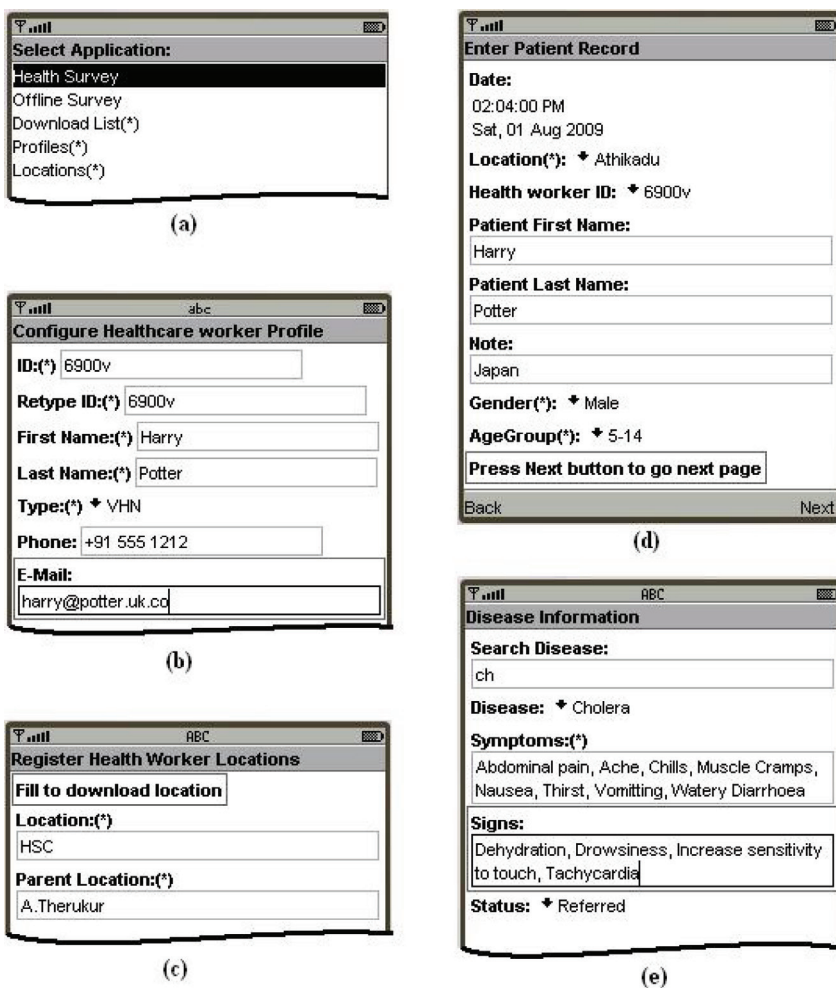 Select Application:
Health Survey
Offline Survey
Download List(*)
Profiles(*)
Locations(*)
(a)
abc
Configure Healthcare worker Profile
ID:(*) 6900v
Retype ID:(*) 6900v
First Name:(*) Harry
Last Name:(*) Potter
Type:(*) VHN
Phone: +91 555 1212
E-Mail:
harry@potter.uk.co
(b)
ABC
Register Health Worker Locations
Fill to download location
Location:(*)
HSC
Parent Location:(*)
A.Therukur
(c)
Enter Patient Record
Date:
02:04:00 PM
Sat, 01 Aug 2009
Location(*): Athikadu
Health worker ID: 6900v
Patient First Name:
Harry
Patient Last Name:
Potter
Note:
Japan
Gender(*): Male
AgeGroup(*): 5-14
Press Next button to go next page
Back Next
(d)
ABC
Disease Information
Search Disease:
ch
Disease: Cholera
Symptoms:(*)
Abdominal pain, Ache, Chills, Muscle Cramps,
Nausea, Thirst, Vomitting, Watery Diarrhoea
Signs:
Dehydration, Drowsiness, Increase sensitivity
to touch, Tachycardia
Status: Referred
(e)